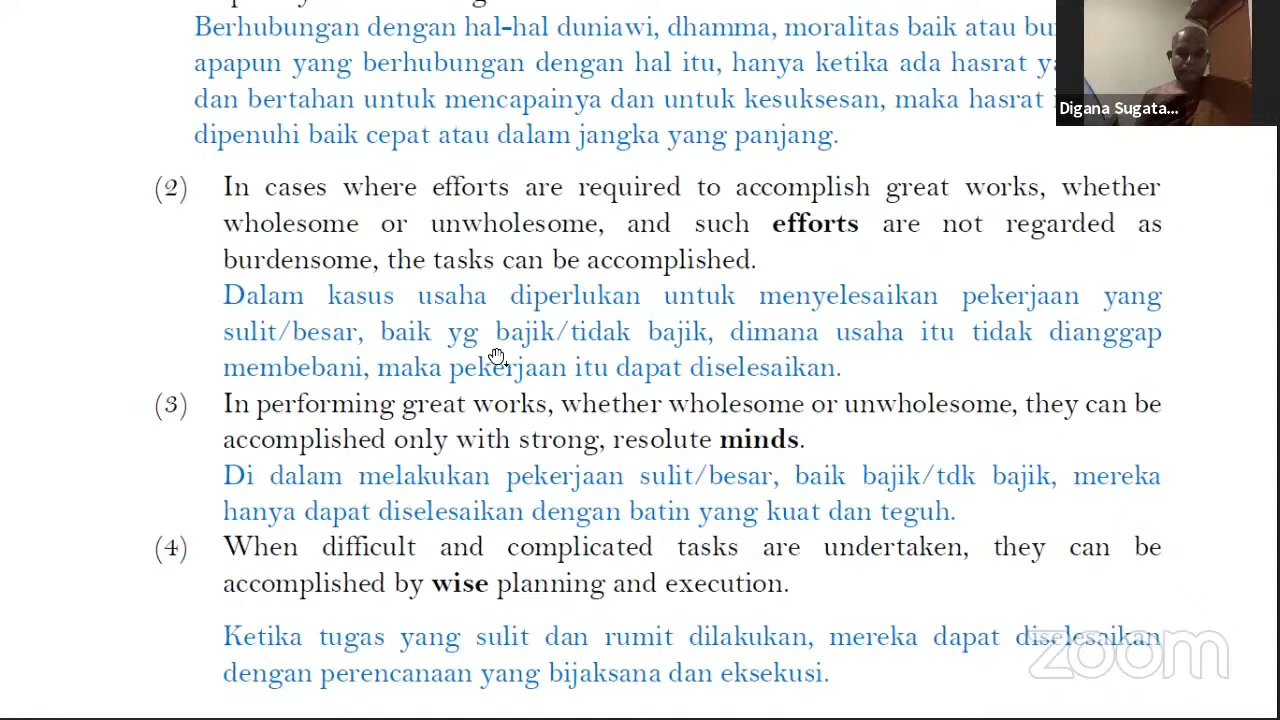 Berhubungan dengan hal-hal duniawi, dhamma, moralitas baik atau
apapun yang berhubungan dengan hal itu, hanya ketika ada hasrat
dan bertahan untuk mencapainya dan untuk kesuksesan, maka hasrat
dipenuhi baik cepat atau dalam jangka yang panjang.
Digana Sugata...
(2) In cases where efforts are required to accomplish great works, whether
wholesome or unwholesome, and such efforts are not regarded as
burdensome, the tasks can be accomplished.
Dalam kasus usaha diperlukan untuk menyelesaikan pekerjaan yang
sulit/besar, baik yg bajik/tidak bajik, dimana usaha itu tidak dianggap
membebani, maka pekerjaan itu dapat diselesaikan.
(3) In performing great works, whether wholesome or unwholesome, they can be
accomplished only with strong, resolute minds.
Di dalam melakukan pekerjaan sulit/besar, baik bajik/tdk bajik, mereka
hanya dapat diselesaikan dengan batin yang kuat dan teguh.
(4) When difficult and complicated tasks are undertaken, they can be
accomplished by wise planning and execution.
Ketika tugas yang sulit dan rumit dilakukan, mereka dapat diselesaikan
dengan perencanaan yang bijaksana dan eksekusi.
zoom